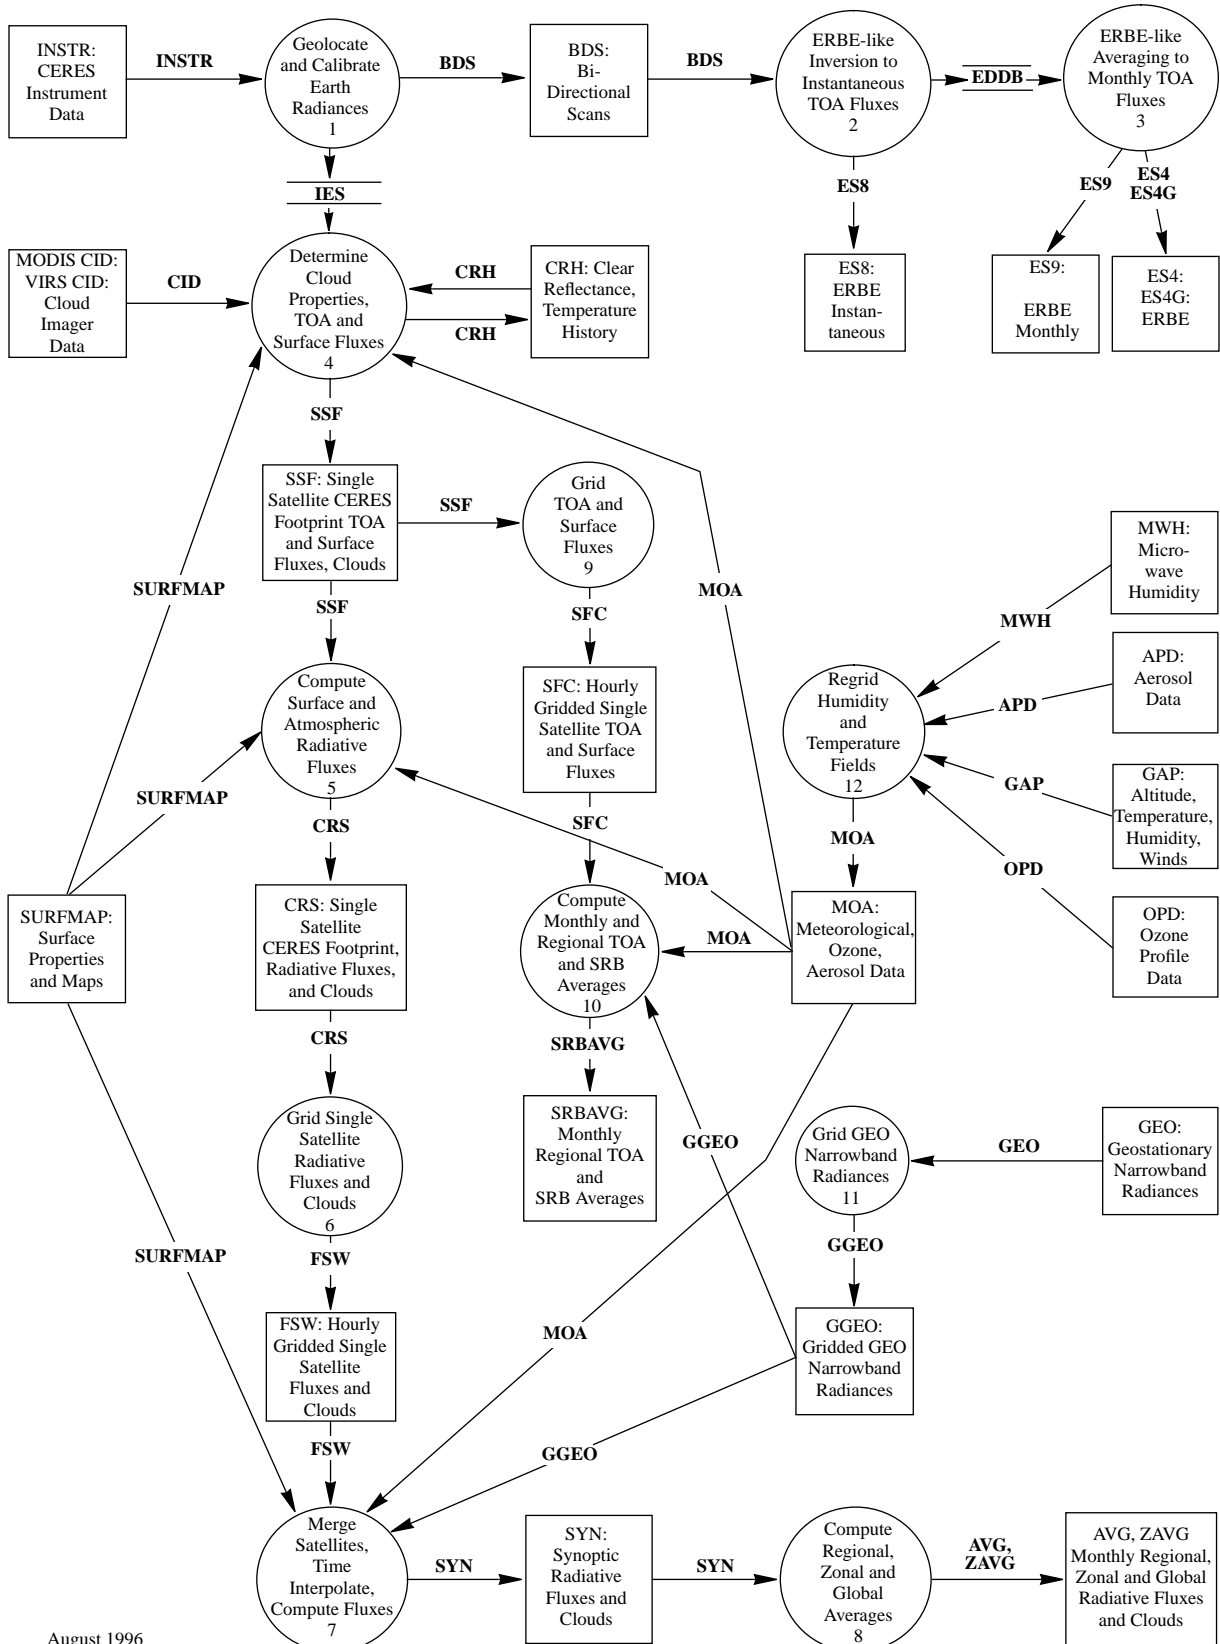 INSTR:
CERES
Instrument
Data
INSTR
Geolocate
and Calibrate
Earth
Radiances
1
BDS
BDS:
Bi-
Directional
Scans
BDS
ERBE-like
Inversion to
Instantaneous
TOA Fluxes
2
EDDB
ERBE-like
Averaging to
Monthly TOA
Fluxes
3
IES
ES8
ES9
ES4
ES4G
MODIS CID:
VIRS CID:
Cloud
Imager
Data
CID
Determine
Cloud
Properties,
TOA and
Surface Fluxes
4
CRH
CRH
CRH: Clear
Reflectance,
Temperature
History
ES8:
ERBE
Instan-
taneous
ES9:
ERBE
Monthly
ES4:
ES4G:
ERBE
SSF
SSF: Single
Satellite CERES
Footprint TOA
and Surface
Fluxes, Clouds
SSF
Grid
TOA and
Surface
Fluxes
9
MWH:
Micro-
wave
Humidity
SURFMAP
SSF
SFC
MOA
MWH
Compute
Surface and
Atmospheric
Radiative
Fluxes
5
SFC: Hourly
Gridded Single
Satellite TOA
and Surface
Fluxes
Regrid
Humidity
and
Temperature
Fields
12
APD
APD:
Aerosol
Data
SURFMAP
CRS
SFC
MOA
GAP
GAP:
Altitude,
Temperature,
Humidity,
Winds
MOA
OPD
SURFMAP:
Surface
Properties
and Maps
CRS: Single
Satellite
CERES Footprint,
Radiative Fluxes,
and Clouds
Compute
Monthly and
Regional TOA
and SRB
Averages
10
MOA
MOA:
Meteorological,
Ozone,
Aerosol Data
OPD:
Ozone
Profile
Data
CRS
SRBAVG
Grid Single
Satellite
Radiative
Fluxes and
Clouds
6
SRBAVG:
Monthly
Regional TOA
and
SRB Averages
GGEO
Grid GEO
Narrowband
Radiances
11
GEO
GEO:
Geostationary
Narrowband
Radiances
SURFMAP
FSW
GGEO
FSW: Hourly
Gridded Single
Satellite
Fluxes and
Clouds
MOA
GGEO:
Gridded GEO
Narrowband
Radiances
FSW
GGEO
Merge
Satellites,
Time
Interpolate,
Compute Fluxes
7
SYN
SYN:
Synoptic
Radiative
Fluxes and
Clouds
SYN
Compute
Regional,
Zonal and
Global
Averages
8
AVG,
ZAVG
AVG, ZAVG
Monthly Regional,
Zonal and Global
Radiative Fluxes
and Clouds
August 1996